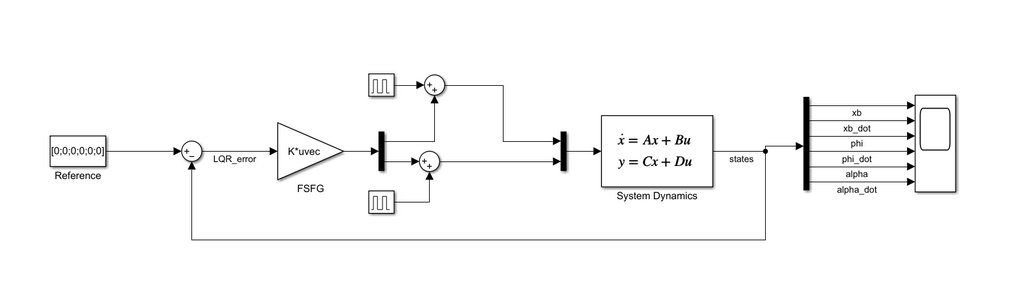 [0;0;0;0;0;0]
Reference
+
−
LQR_error
K*uvec
FSFG
+
+
+
+
ẋ = Ax + Bu
y = Cx + Du
System Dynamics
states
xb
xb_dot
phi
phi_dot
alpha
alpha_dot